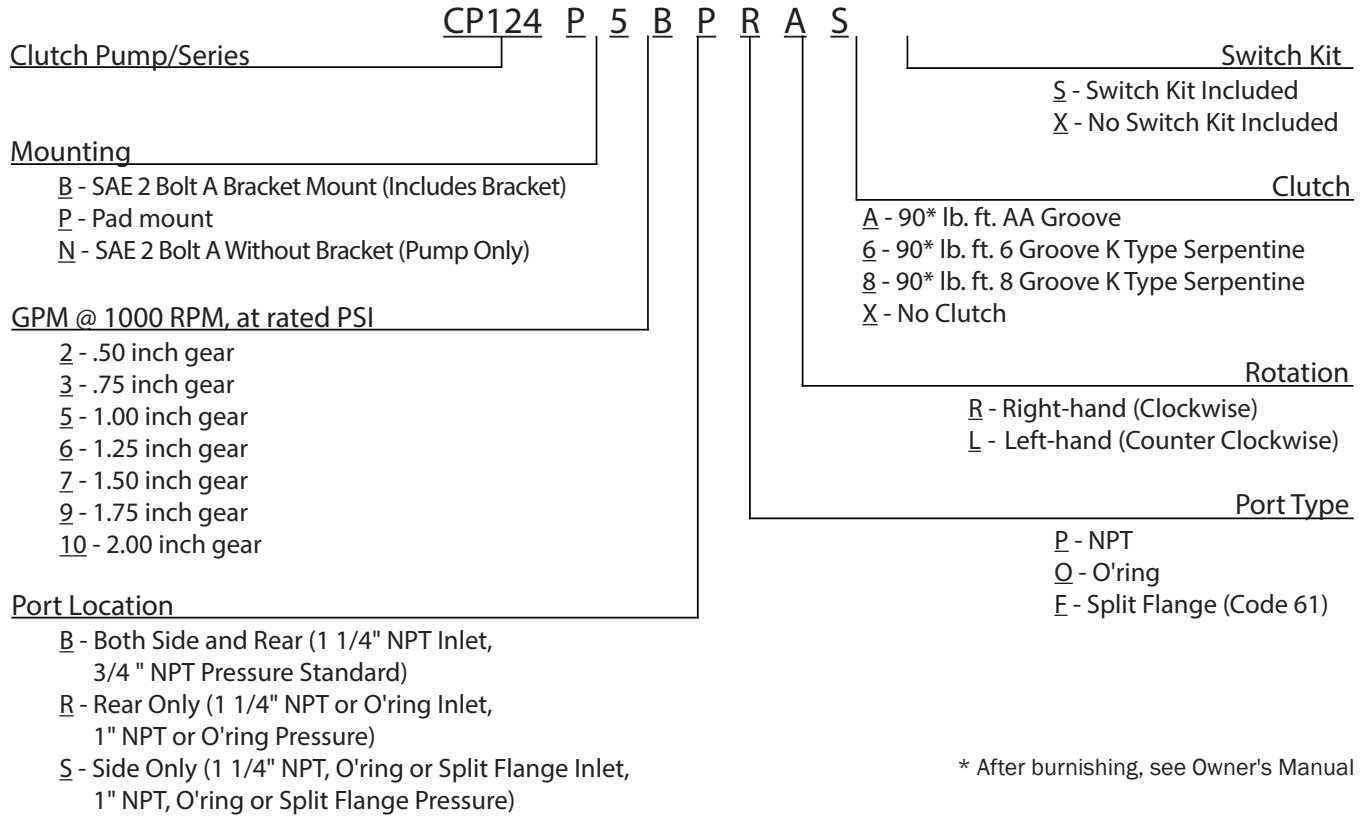 CP124 P 5 B P R A S
Clutch Pump/Series
Mounting
B - SAE 2 Bolt A Bracket Mount (Includes Bracket)
P - Pad mount
N - SAE 2 Bolt A Without Bracket (Pump Only)
GPM @ 1000 RPM, at rated PSI
2 - .50 inch gear
3 - .75 inch gear
5 - 1.00 inch gear
6 - 1.25 inch gear
7 - 1.50 inch gear
9 - 1.75 inch gear
10 - 2.00 inch gear
Port Location
B - Both Side and Rear (1 1/4" NPT Inlet,
3/4 " NPT Pressure Standard)
R - Rear Only (1 1/4" NPT or O'ring Inlet,
1" NPT or O'ring Pressure)
S - Side Only (1 1/4" NPT, O'ring or Split Flange Inlet,
1" NPT, O'ring or Split Flange Pressure)
Switch Kit
S - Switch Kit Included
X - No Switch Kit Included
Clutch
A - 90* lb. ft. AA Groove
6 - 90* lb. ft. 6 Groove K Type Serpentine
8 - 90* lb. ft. 8 Groove K Type Serpentine
X - No Clutch
Rotation
R - Right-hand (Clockwise)
L - Left-hand (Counter Clockwise)
Port Type
P - NPT
O - O'ring
F - Split Flange (Code 61)
* After burnishing, see Owner's Manual